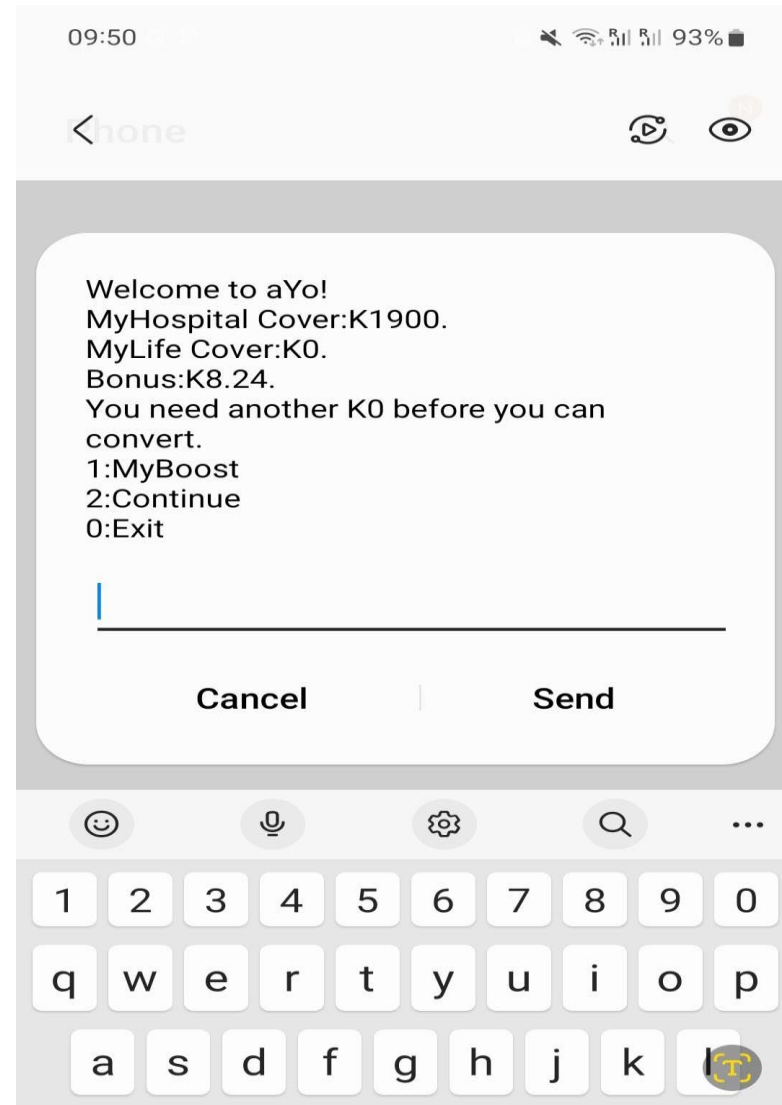 09:50
93%
Phone
Welcome to aYo!
MyHospital Cover:K1900.
MyLife Cover:K0.
Bonus:K8.24.
You need another K0 before you can
convert.
1:MyBoost
2:Continue
0:Exit
Cancel
Send
1 2 3 4 5 6 7 8 9 0
q w e r t y u i o p
a s d f g h j k l
T